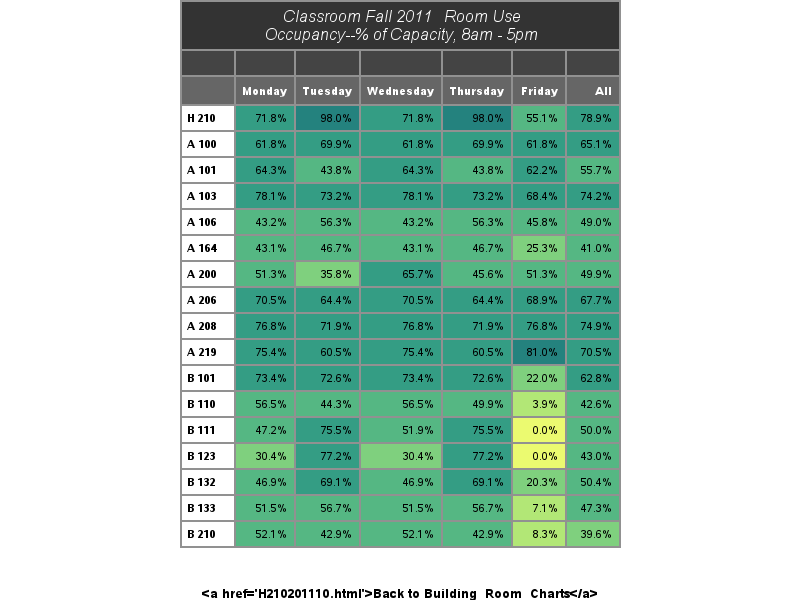 Classroom Fall 2011 Room Use
Occupancy--% of Capacity, 8am - 5pm
Monday Tuesday Wednesday Thursday Friday All
H 210 71.8% 98.0% 71.8% 98.0% 55.1% 78.9%
A 100 61.8% 69.9% 61.8% 69.9% 61.8% 65.1%
A 101 64.3% 43.8% 64.3% 43.8% 62.2% 55.7%
A 103 78.1% 73.2% 78.1% 73.2% 68.4% 74.2%
A 106 43.2% 56.3% 43.2% 56.3% 45.8% 49.0%
A 164 43.1% 46.7% 43.1% 46.7% 25.3% 41.0%
A 200 51.3% 35.8% 65.7% 45.6% 51.3% 49.9%
A 206 70.5% 64.4% 70.5% 64.4% 68.9% 67.7%
A 208 76.8% 71.9% 76.8% 71.9% 76.8% 74.9%
A 219 75.4% 60.5% 75.4% 60.5% 81.0% 70.5%
B 101 73.4% 72.6% 73.4% 72.6% 22.0% 62.8%
B 110 56.5% 44.3% 56.5% 49.9% 3.9% 42.6%
B 111 47.2% 75.5% 51.9% 75.5% 0.0% 50.0%
B 123 30.4% 77.2% 30.4% 77.2% 0.0% 43.0%
B 132 46.9% 69.1% 46.9% 69.1% 20.3% 50.4%
B 133 51.5% 56.7% 51.5% 56.7% 7.1% 47.3%
B 210 52.1% 42.9% 52.1% 42.9% 8.3% 39.6%
<a href='H210201110.html'>Back to Building Room Charts</a>